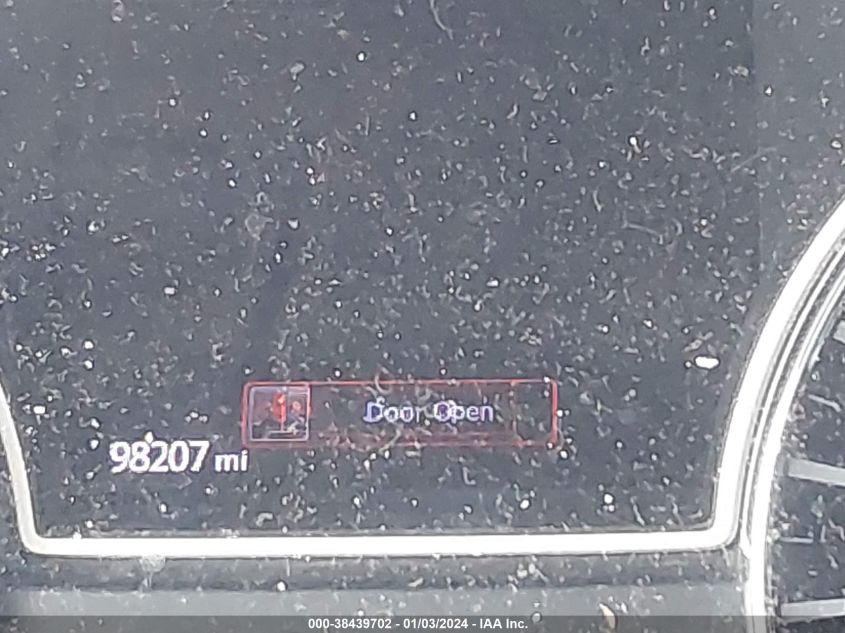 Door Open
98207 mi
000-38439702 - 01/03/2024 - IAA Inc.